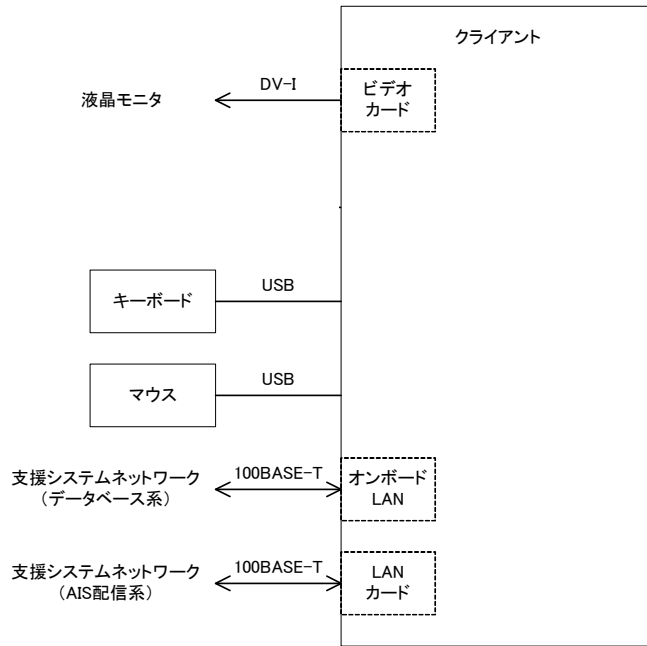 クライアント
液晶モニタ
DV-I
ビデオ
カード
キーボード
USB
マウス
USB
支援システムネットワーク
(データベース系)
100BASE-T
オンボード
LAN
支援システムネットワーク
(AIS配信系)
100BASE-T
LAN
カード